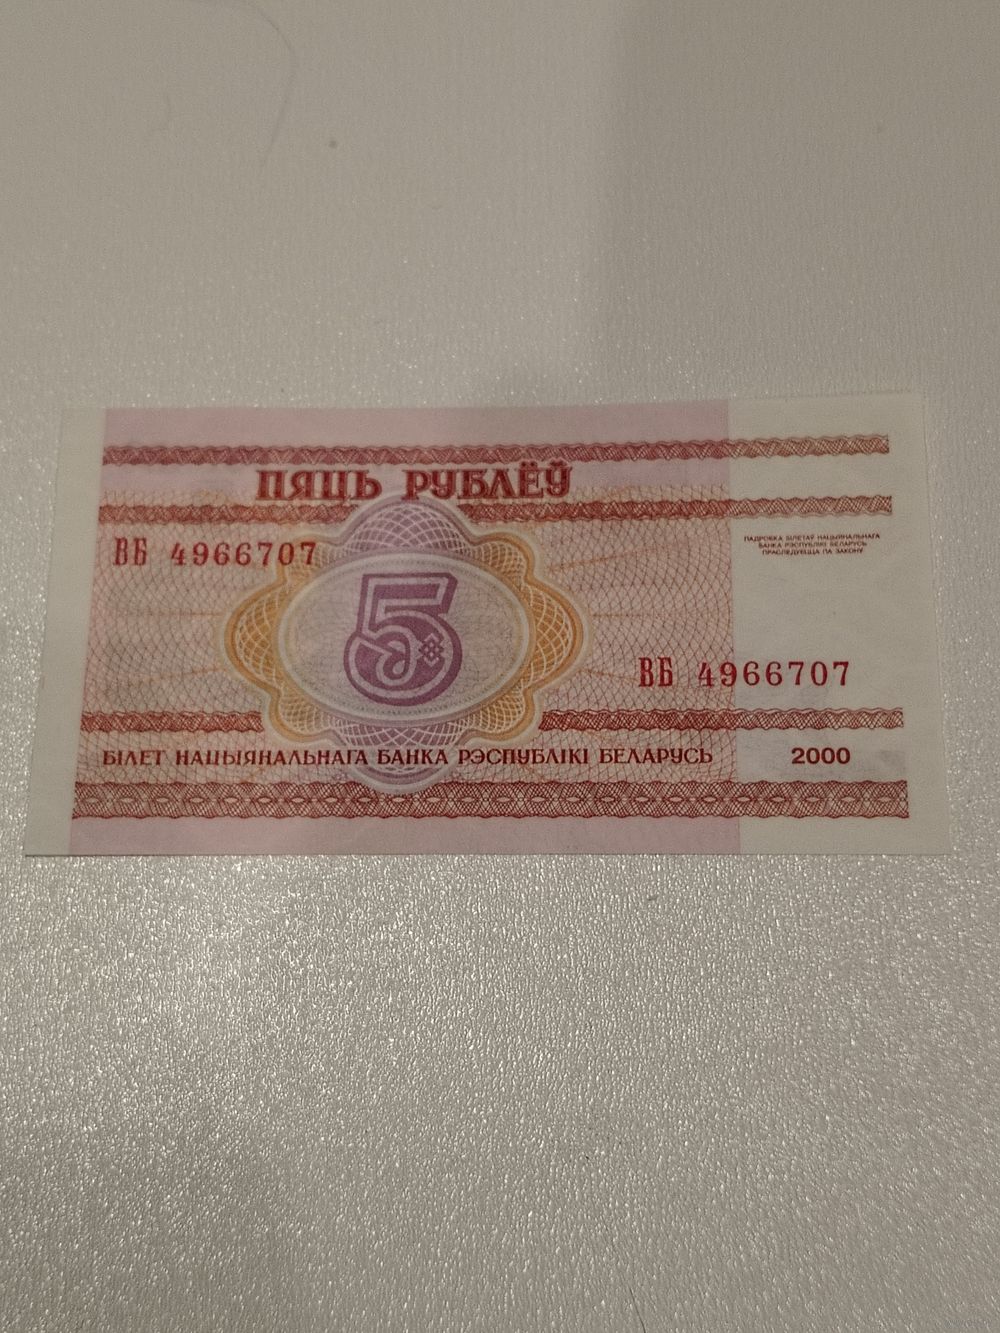 ПЯЦЬ РУБЛЁЎ
ВБ 4966707
ПАДРОБКА БІЛЕТАЎ НАЦЫЯНАЛЬНАГА
БАНКА РЭСПУБЛІКІ БЕЛАРУСЬ
ПРАСЛЕДУЕЦЦА ПА ЗАКОНУ
5
ВБ 4966707
БІЛЕТ НАЦЫЯНАЛЬНАГА БАНКА РЭСПУБЛІКІ БЕЛАРУСЬ 2000